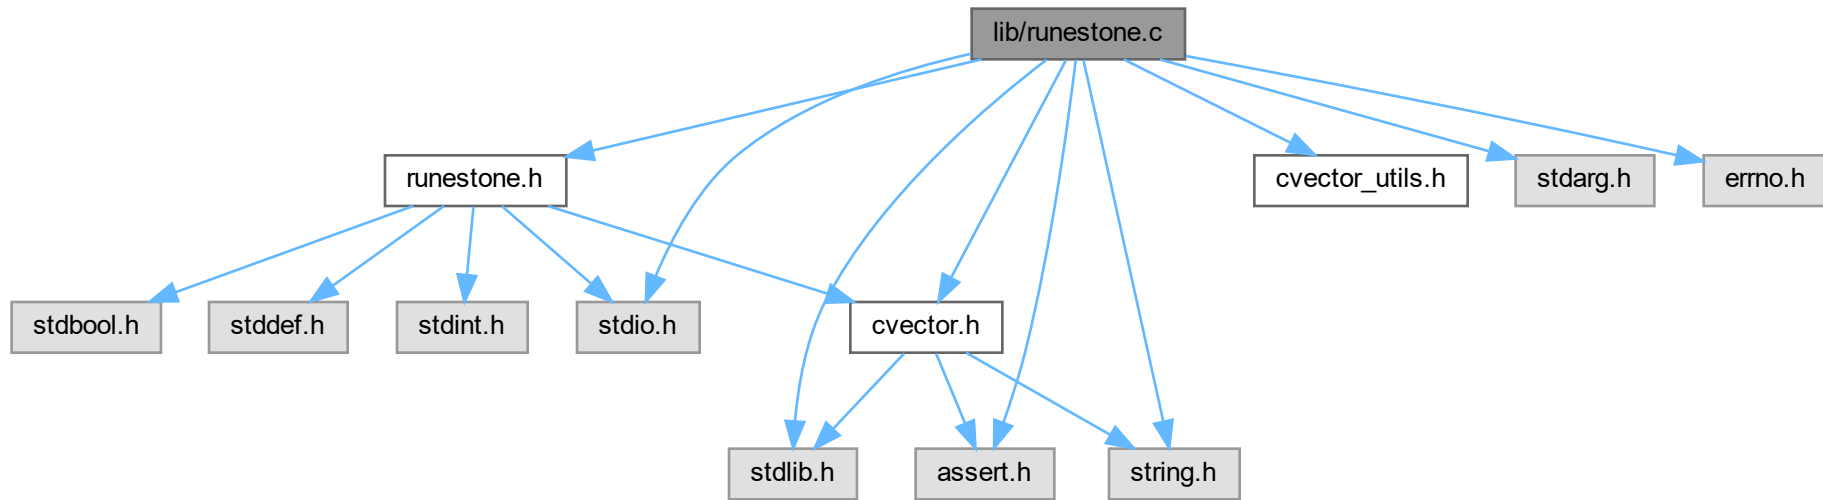 lib/runestone.c
runestone.h
cvector_utils.h
stdarg.h
errno.h
stdbool.h
stddef.h
stdint.h
stdio.h
cvector.h
stdlib.h
assert.h
string.h